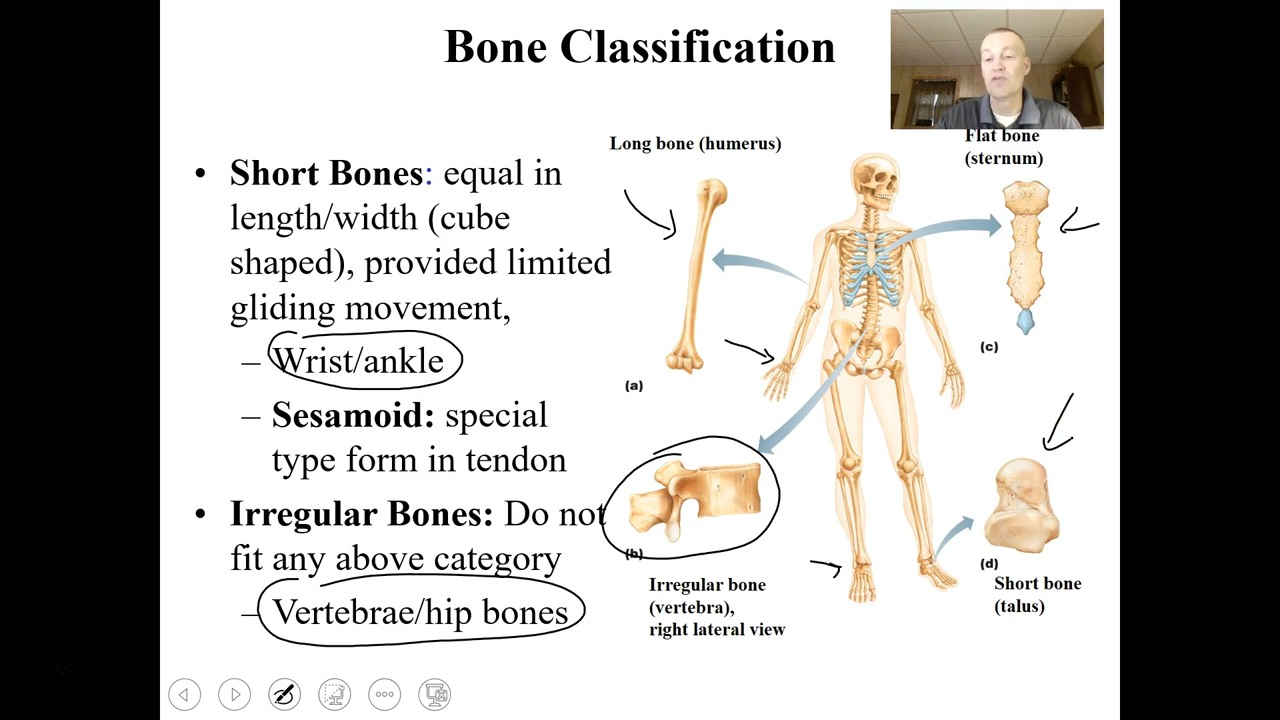 Bone Classification
• Short Bones: equal in
length/width (cube
shaped), provided limited
gliding movement,
– Wrist/ankle
– Sesamoid: special
type form in tendon
• Irregular Bones: Do not
fit any above category
– Vertebrae/hip bones
Long bone (humerus)
(a)
Flat bone
(sternum)
(c)
(b)
Irregular bone
(vertebra),
right lateral view
(d)
Short bone
(talus)